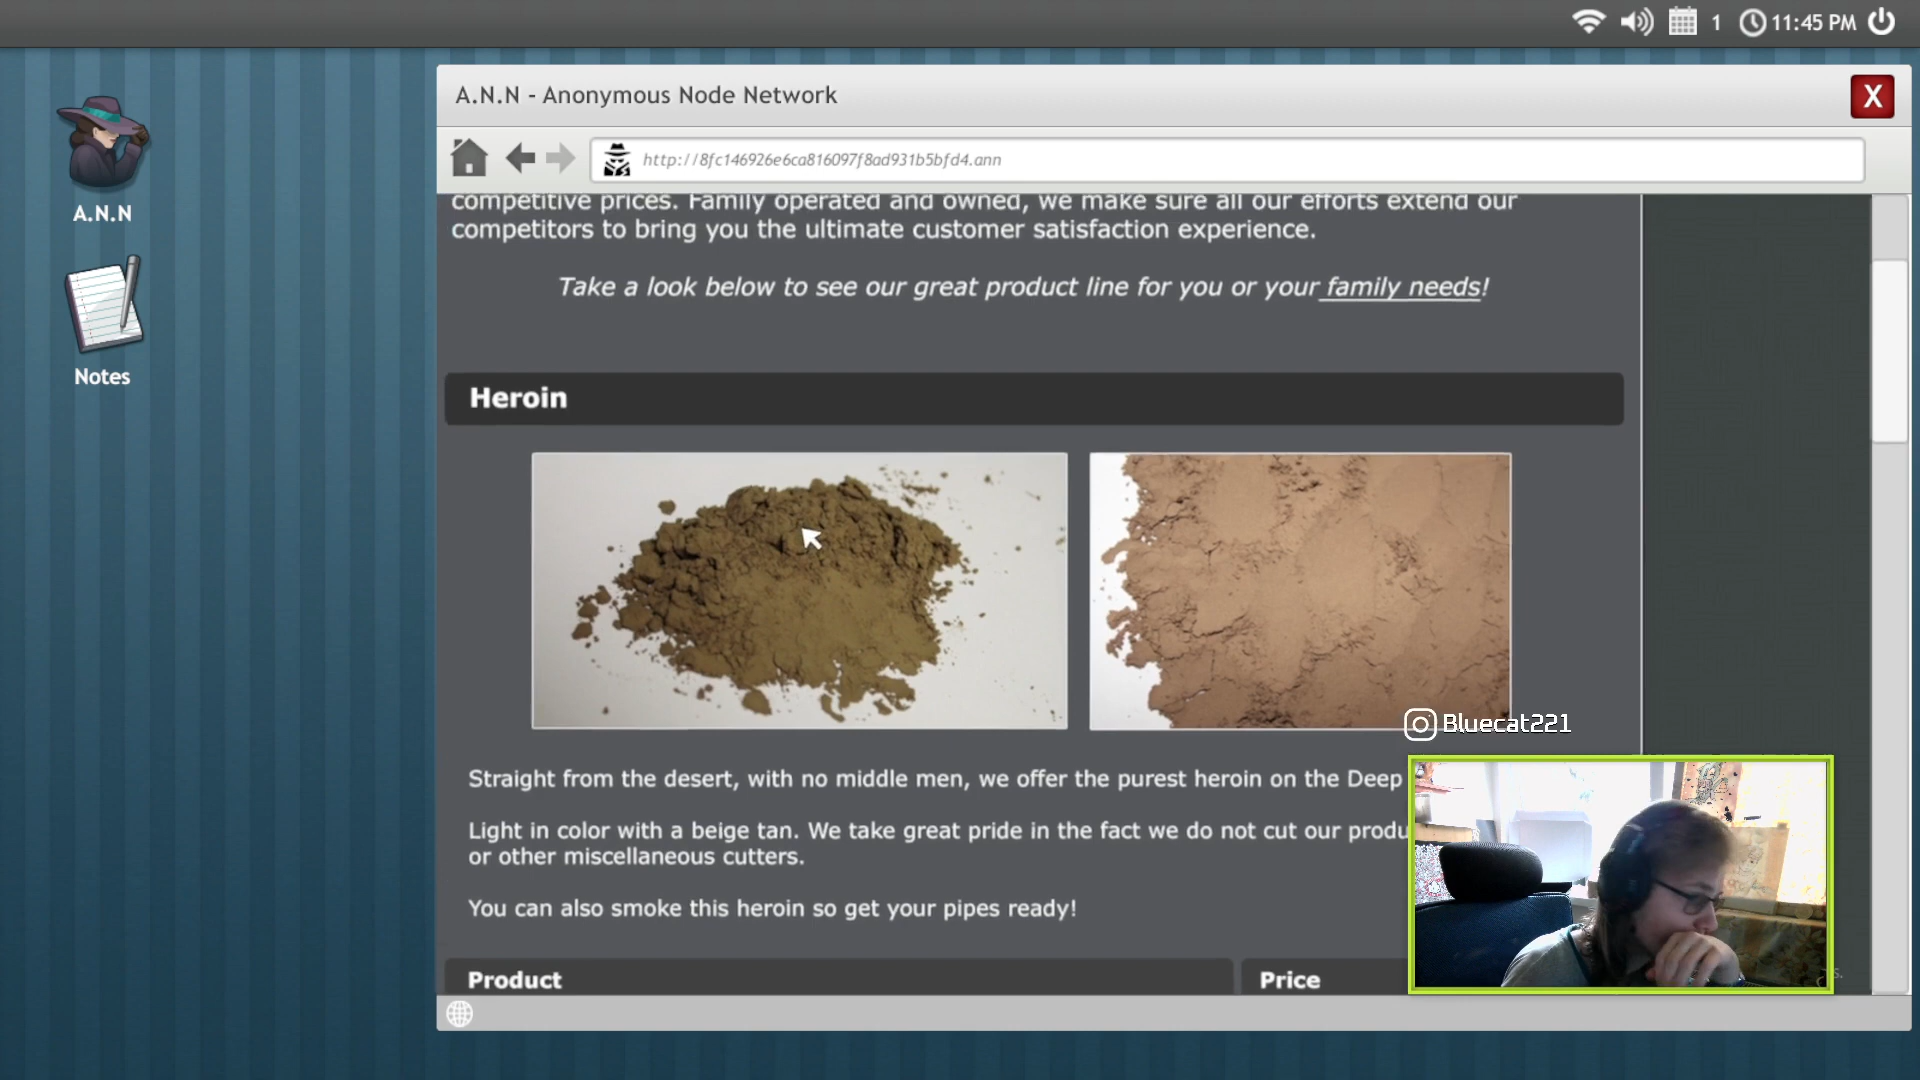 1
11:45 PM
A.N.N
Notes
A.N.N - Anonymous Node Network
X
http://8fc146926e6ca816097f8ad931b5bfd4.ann
competitive prices. Family operated and owned, we make sure all our efforts extend our
competitors to bring you the ultimate customer satisfaction experience.
Take a look below to see our great product line for you or your family needs!
Heroin
Bluecat221
Straight from the desert, with no middle men, we offer the purest heroin on the Deep
Light in color with a beige tan. We take great pride in the fact we do not cut our produ
or other miscellaneous cutters.
You can also smoke this heroin so get your pipes ready!
Product
Price